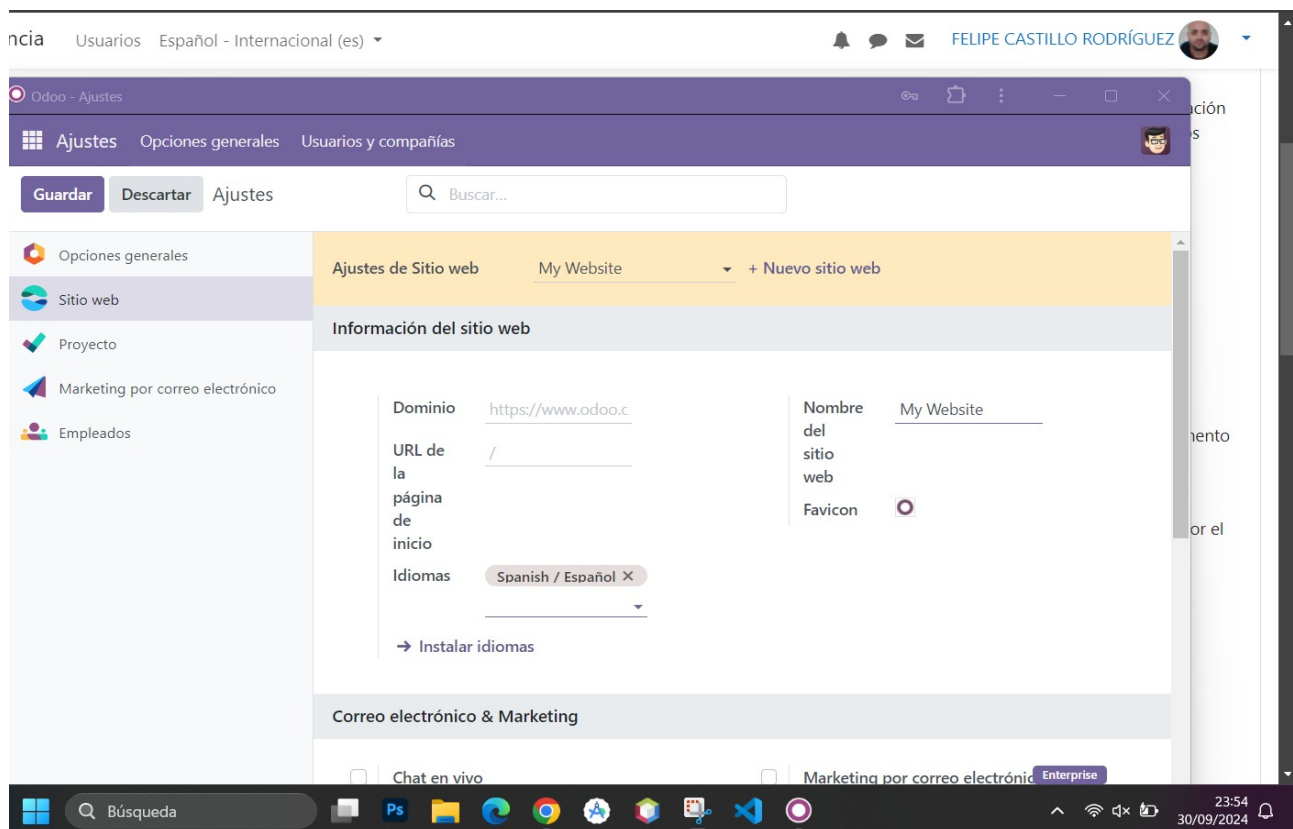 ncia Usuarios Español - Internacional (es) FELIPE CASTILLO RODRÍGUEZ
Odoo - Ajustes
ación
Ajustes Opciones generales Usuarios y compañías
s
Guardar Descartar Ajustes Buscar...
Opciones generales
Sitio web
Proyecto
Marketing por correo electrónico
Empleados
Ajustes de Sitio web My Website + Nuevo sitio web
Información del sitio web
Dominio https://www.odoo.c
URL de
la
página
de
inicio
/
Idiomas Spanish / Español ×
→ Instalar idiomas
Nombre
del
sitio
web
My Website
Favicon
nento
or el
Correo electrónico & Marketing
Chat en vivo
Marketing por correo electrónic Enterprise
Ps
Búsqueda
23:54
30/09/2024